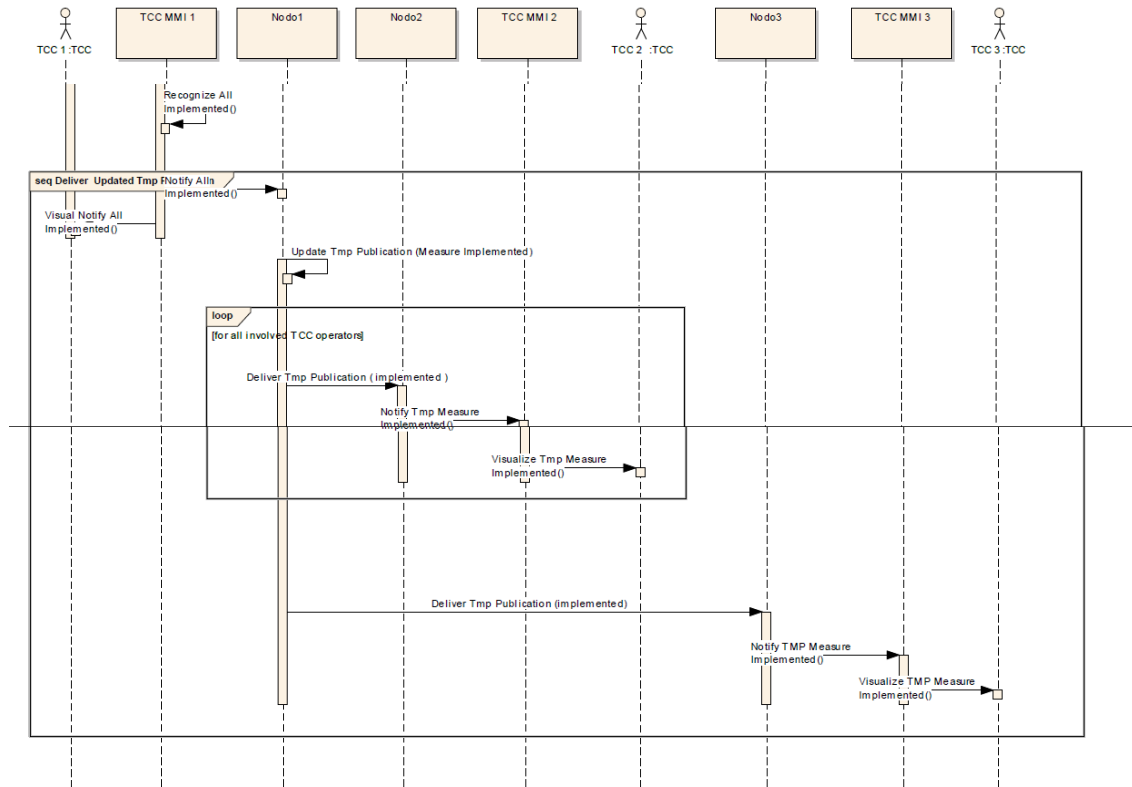 TCC MMI 1
Nodo1
Nodo2
TCC MMI 2
Nodo3
TCC MMI 3
TCC 1 :TCC
TCC 2 :TCC
TCC 3 :TCC
Recognize All
Implemented()
seq Deliver Updated Tmp
Notify AlIn
Implemented()
Visual Notify All
Implemented()
Update Tmp Publication (Measure Implemented)
loop
[for all involved TCC operators]
Deliver Tmp Publication ( implemented )
Notify Tmp Measure
Implemented()
Visualize Tmp Measure
Implemented()
Deliver Tmp Publication (implemented)
Notify TMP Measure
Implemented()
Visualize TMP Measure
Implemented()